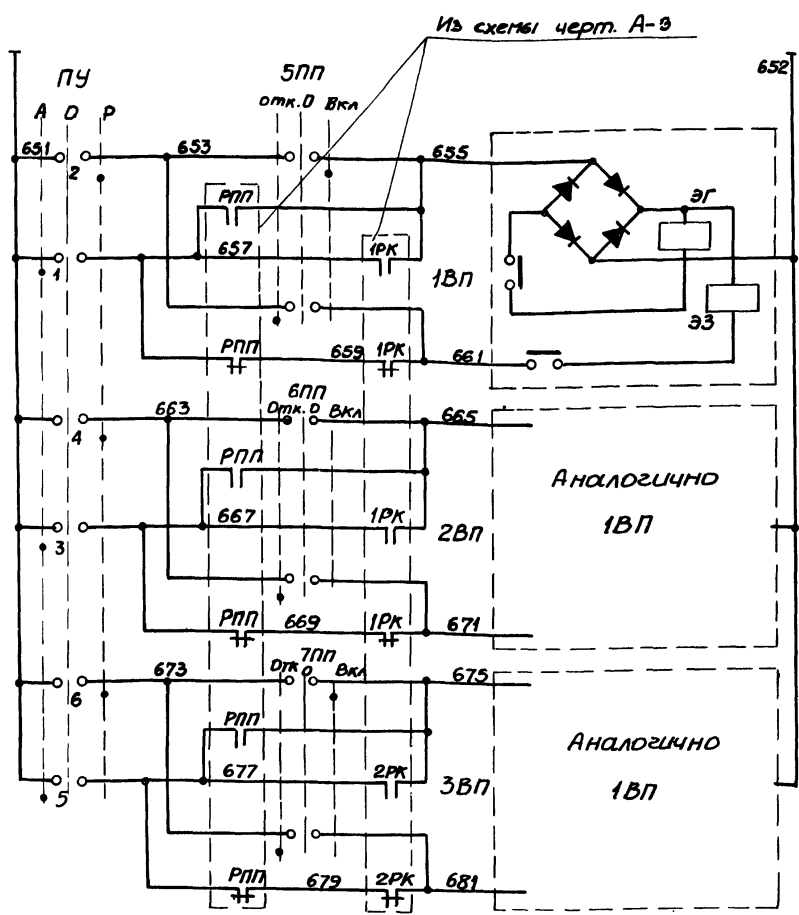 Из схемы черт. А-3
ПУ
5ПП
652
А О Р
отк. О Вкл
651
653
655
2
РПП
ЭГ
657
1РК
1
1ВП
ЭЗ
РПП
659
1РК
661
6ПП
Отк. О Вкл
663
665
4
РПП
Аналогично
1ВП
667
1РК
2ВП
3
РПП
669
1РК
671
7ПП
Отк О Вкл
673
675
6
РПП
Аналогично
1ВП
677
2РК
3ВП
5
РПП
679
2РК
681